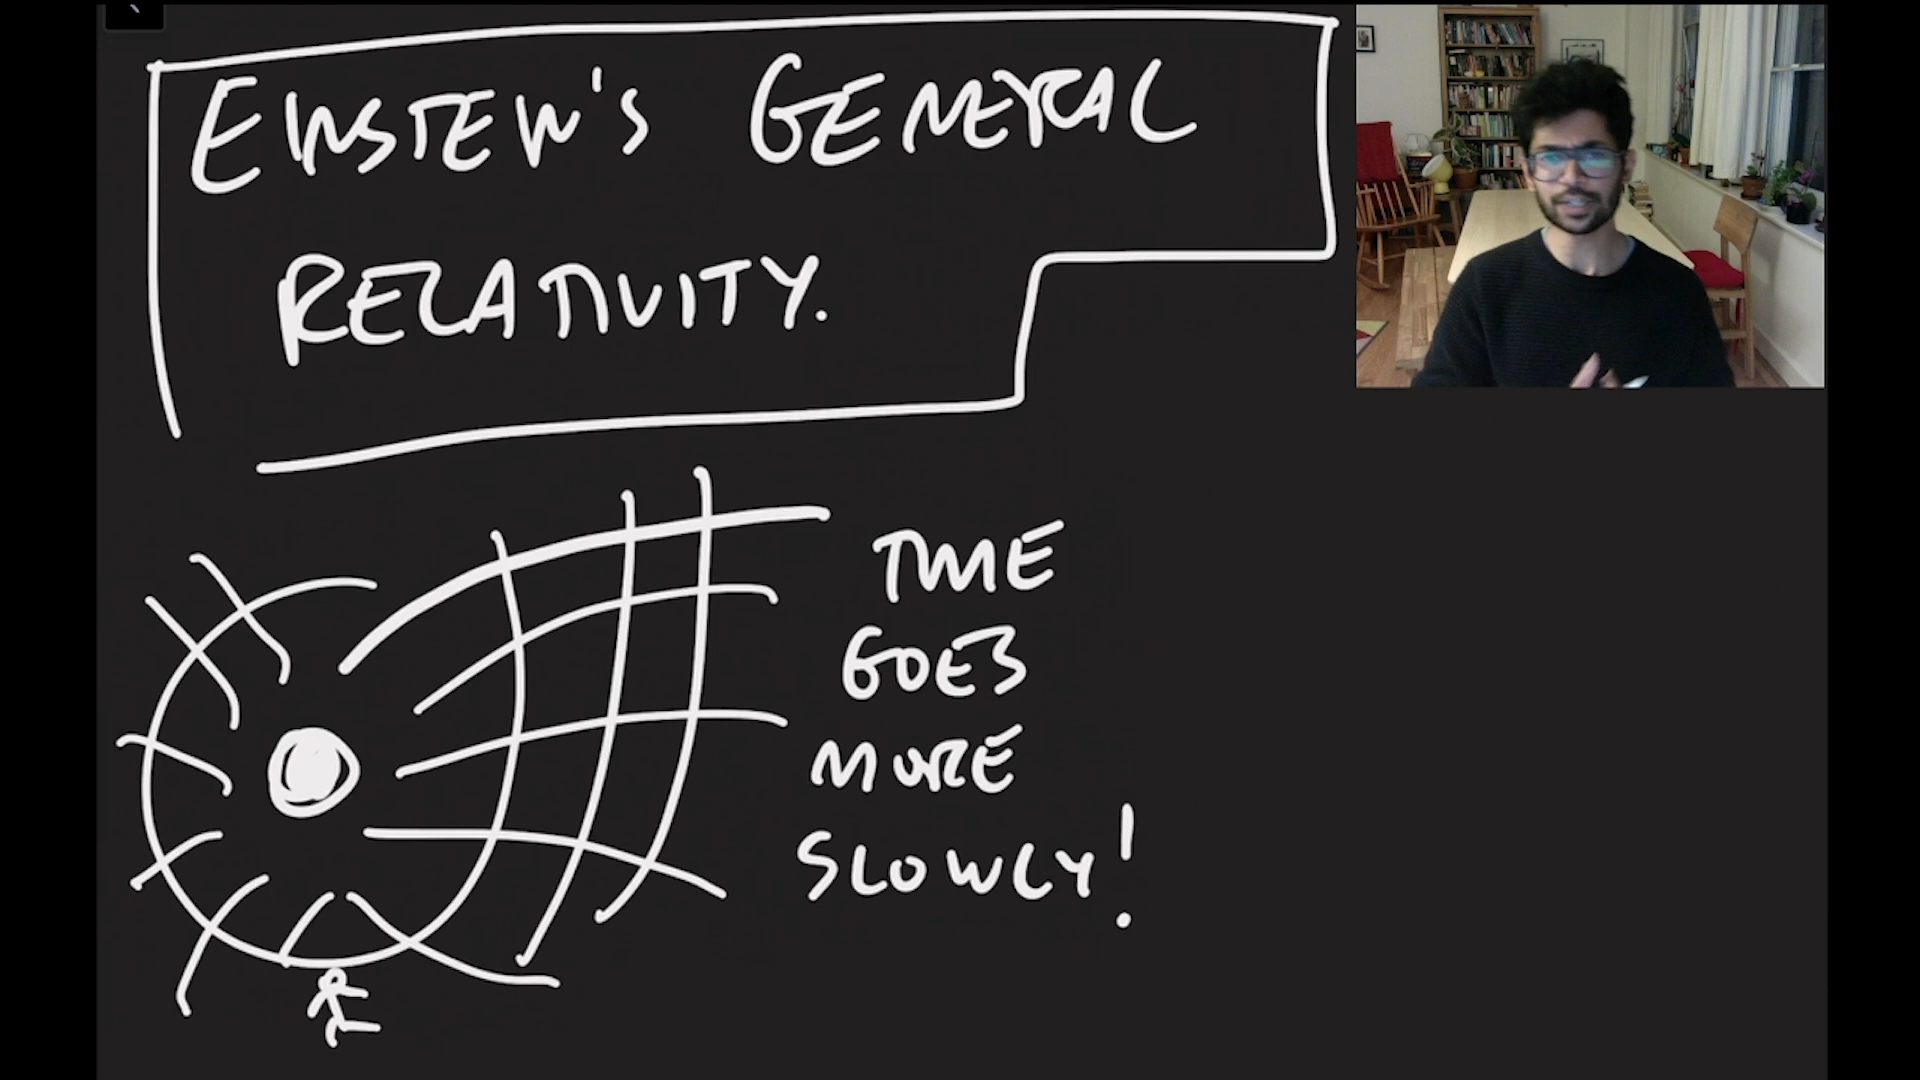 EINSTEIN'S GENERAL
RELATIVITY.
TIME
GOES
MORE
SLOWLY!